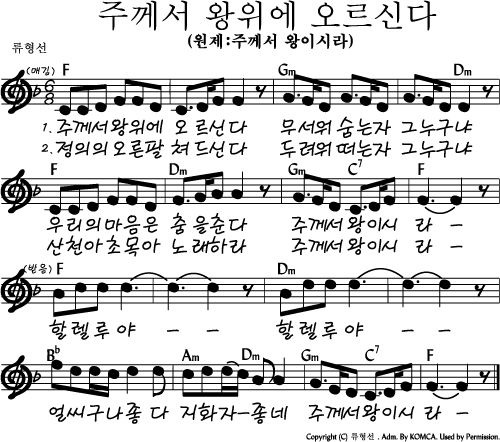 주께서 왕위에 오르신다
(원제:주께서 왕이시라)
류형선
(매김) F Gm Dm
6
8
1. 주께서왕위에 오르신다 무서워 숨는자 그누구냐
2. 정의의오른팔 쳐드신다 두려워 떠는자 그누구냐
F Dm Gm C7 F
우리의마음은 춤을춘다 주께서왕이시 라-
산천아초목아 노래하라 주께서왕이시 라-
(받음) F Dm
할렐루 야 - - 할렐루 야 - -
Bb Am Dm Gm C7 F
얼씨구나좋 다 지화자-좋네 주께서왕이시 라-
Copyright (C) 류형선 . Adm. By KOMCA. Used by Permission.